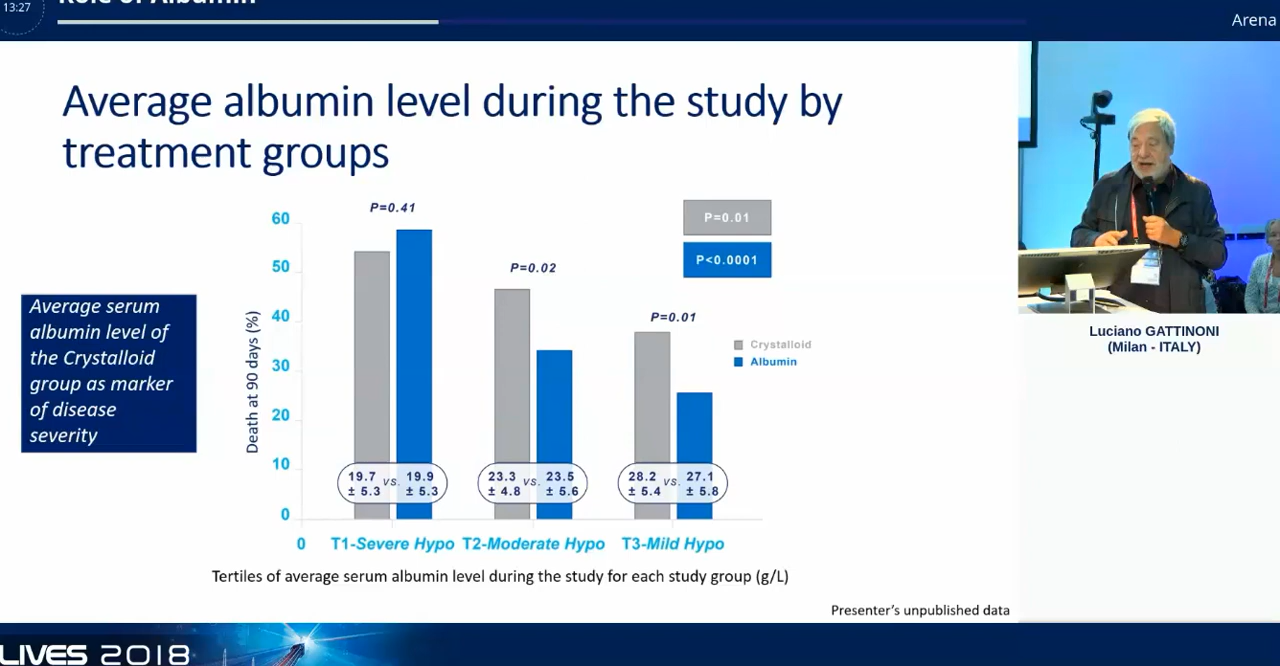 13:27
Role of Albumin
Arena
Average albumin level during the study by
treatment groups
Average serum
albumin level of
the Crystalloid
group as marker
of disease
severity
Death at 90 days (%)
60
50
40
30
20
10
0
P=0.41
P=0.02
P=0.01
P=0.01
P<0.0001
Crystalloid
Albumin
19.7 ± 5.3 vs. 19.9 ± 5.3
23.3 ± 4.8 vs. 23.5 ± 5.6
28.2 ± 5.4 vs. 27.1 ± 5.8
0 T1-Severe Hypo T2-Moderate Hypo T3-Mild Hypo
Tertiles of average serum albumin level during the study for each study group (g/L)
Presenter's unpublished data
Luciano GATTINONI
(Milan - ITALY)
LIVES 2018